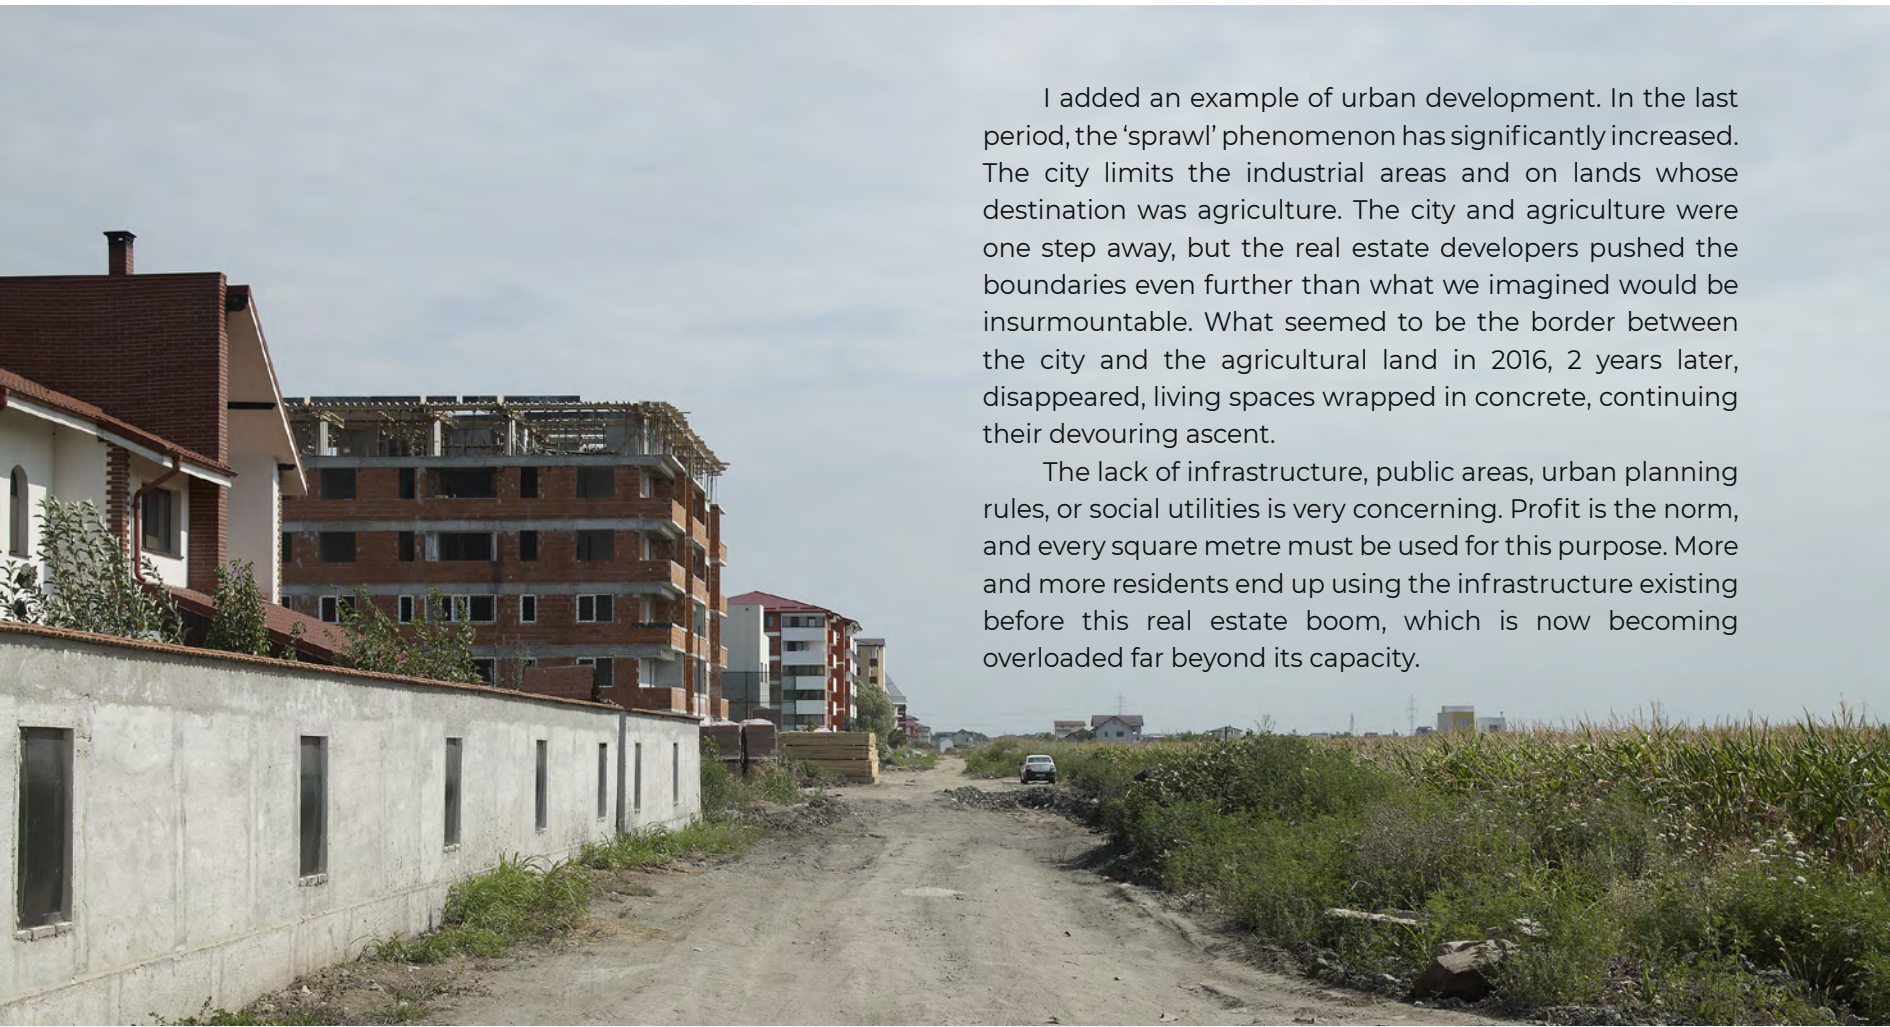 I added an example of urban development. In the last
period, the ‘sprawl’ phenomenon has significantly increased.
The city limits the industrial areas and on lands whose
destination was agriculture. The city and agriculture were
one step away, but the real estate developers pushed the
boundaries even further than what we imagined would be
insurmountable. What seemed to be the border between
the city and the agricultural land in 2016, 2 years later,
disappeared, living spaces wrapped in concrete, continuing
their devouring ascent.
The lack of infrastructure, public areas, urban planning
rules, or social utilities is very concerning. Profit is the norm,
and every square metre must be used for this purpose. More
and more residents end up using the infrastructure existing
before this real estate boom, which is now becoming
overloaded far beyond its capacity.